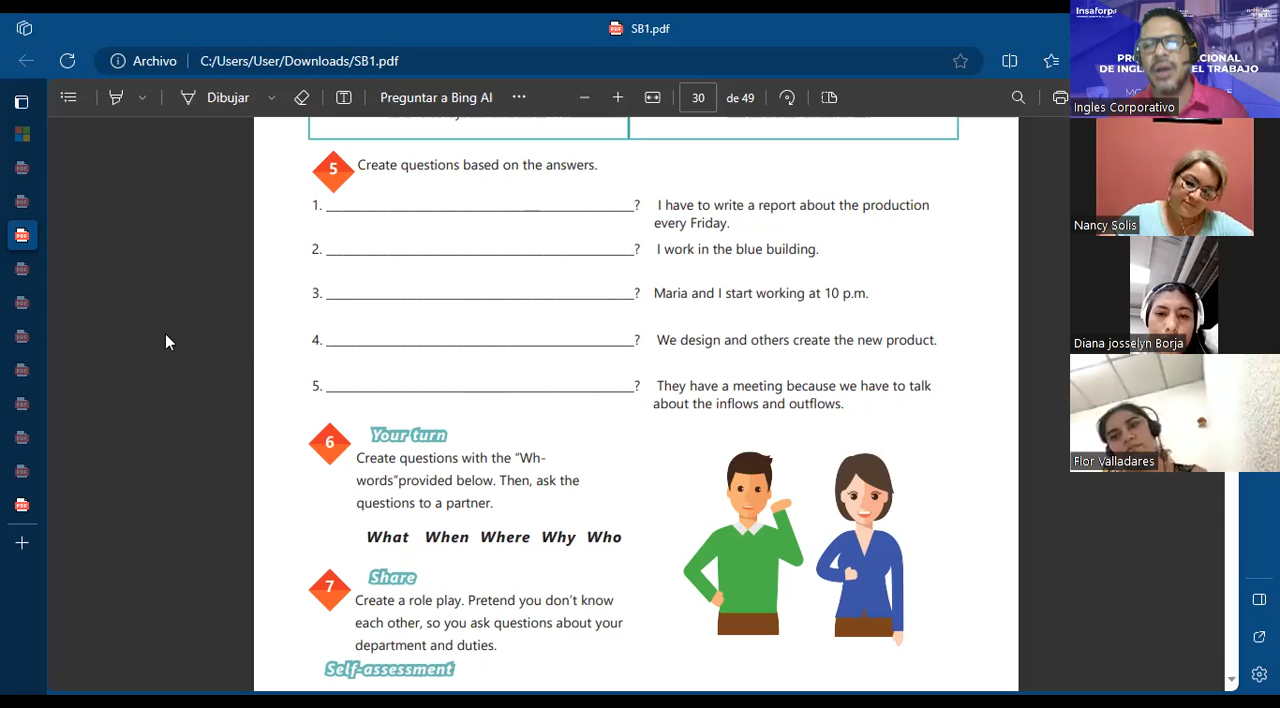 SB1.pdf
Archivo C:/Users/User/Downloads/SB1.pdf
Dibujar Preguntar a Bing AI 30 de 49
5 Create questions based on the answers.
1. ? I have to write a report about the production
every Friday.
2. ? I work in the blue building.
3. ? Maria and I start working at 10 p.m.
4. ? We design and others create the new product.
5. ? They have a meeting because we have to talk
about the inflows and outflows.
6 Your turn
Create questions with the “Wh-
words”provided below. Then, ask the
questions to a partner.
What When Where Why Who
7 Share
Create a role play. Pretend you don’t know
each other, so you ask questions about your
department and duties.
Self-assessment
Insaforp
DE INGL EL TRABAJO
Ingles Corporativo
Nancy Solis
Diana josselyn Borja
Flor Valladares